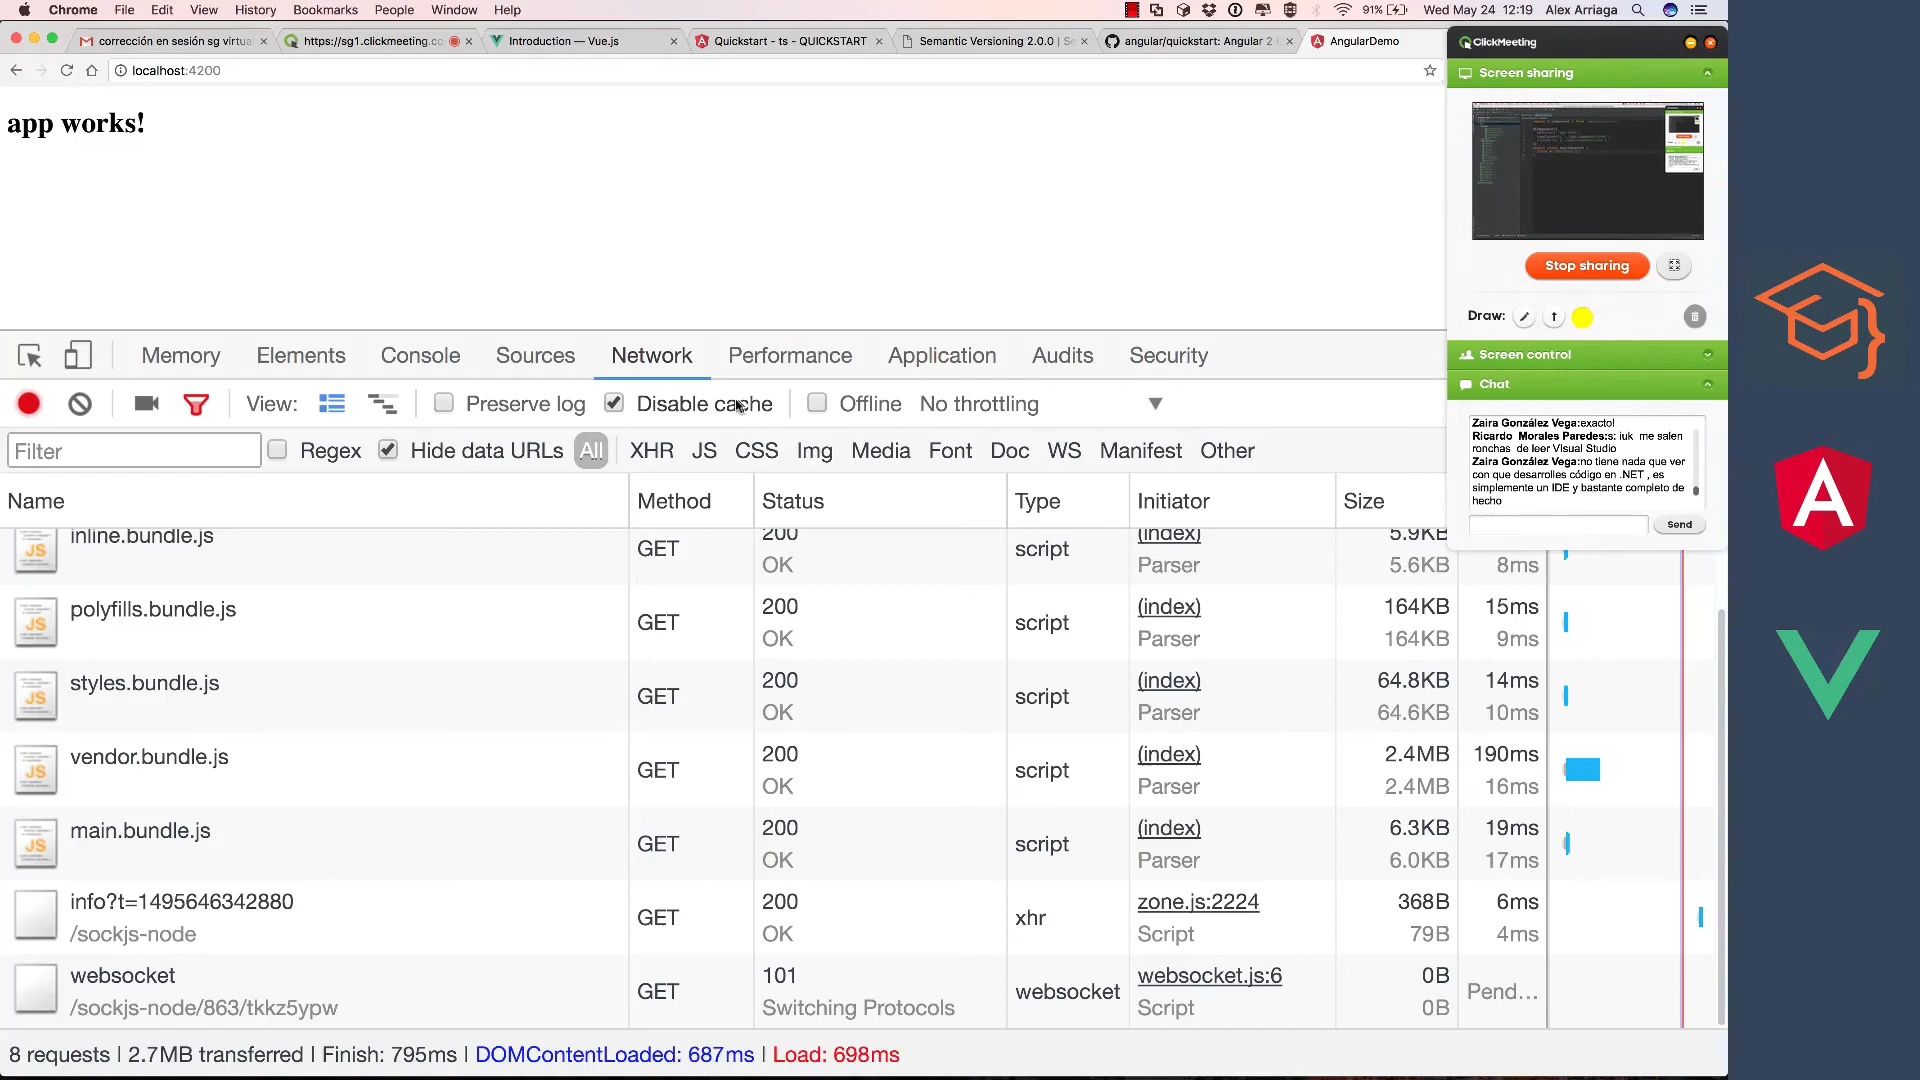 Chrome File Edit View History Bookmarks People Window Help
91% Wed May 24 12:19 Alex Arriaga
corrección en sesión sg virtua
https://sg1.clickmeeting.co
Introduction — Vue.js
Quickstart - ts - QUICKSTART
Semantic Versioning 2.0.0 | Se
angular/quickstart: Angular 2
AngularDemo
localhost:4200
app works!
ClickMeeting
Screen sharing
Stop sharing
Draw:
Screen control
Chat
Zaira González Vega:exacto!
Ricardo Morales Paredes:s: iuk me salen
ronchas de leer VIsual Studio
Zaira González Vega:no tiene nada que ver
con que desarrolles código en .NET , es
simplemente un IDE y bastante completo de
hecho
Send
Memory Elements Console Sources Network Performance Application Audits Security
View: Preserve log Disable cache Offline No throttling
Filter Regex Hide data URLs All XHR JS CSS Img Media Font Doc WS Manifest Other
Name Method Status Type Initiator Size
inline.bundle.js GET 200 OK script (index) Parser 5.9KB 5.6KB 8ms
polyfills.bundle.js GET 200 OK script (index) Parser 164KB 164KB 15ms 9ms
styles.bundle.js GET 200 OK script (index) Parser 64.8KB 64.6KB 14ms 10ms
vendor.bundle.js GET 200 OK script (index) Parser 2.4MB 2.4MB 190ms 16ms
main.bundle.js GET 200 OK script (index) Parser 6.3KB 6.0KB 19ms 17ms
info?t=1495646342880 /sockjs-node GET 200 OK xhr zone.js:2224 Script 368B 79B 6ms 4ms
websocket /sockjs-node/863/tkkz5ypw GET 101 Switching Protocols websocket websocket.js:6 Script 0B 0B Pend...
8 requests | 2.7MB transferred | Finish: 795ms | DOMContentLoaded: 687ms | Load: 698ms